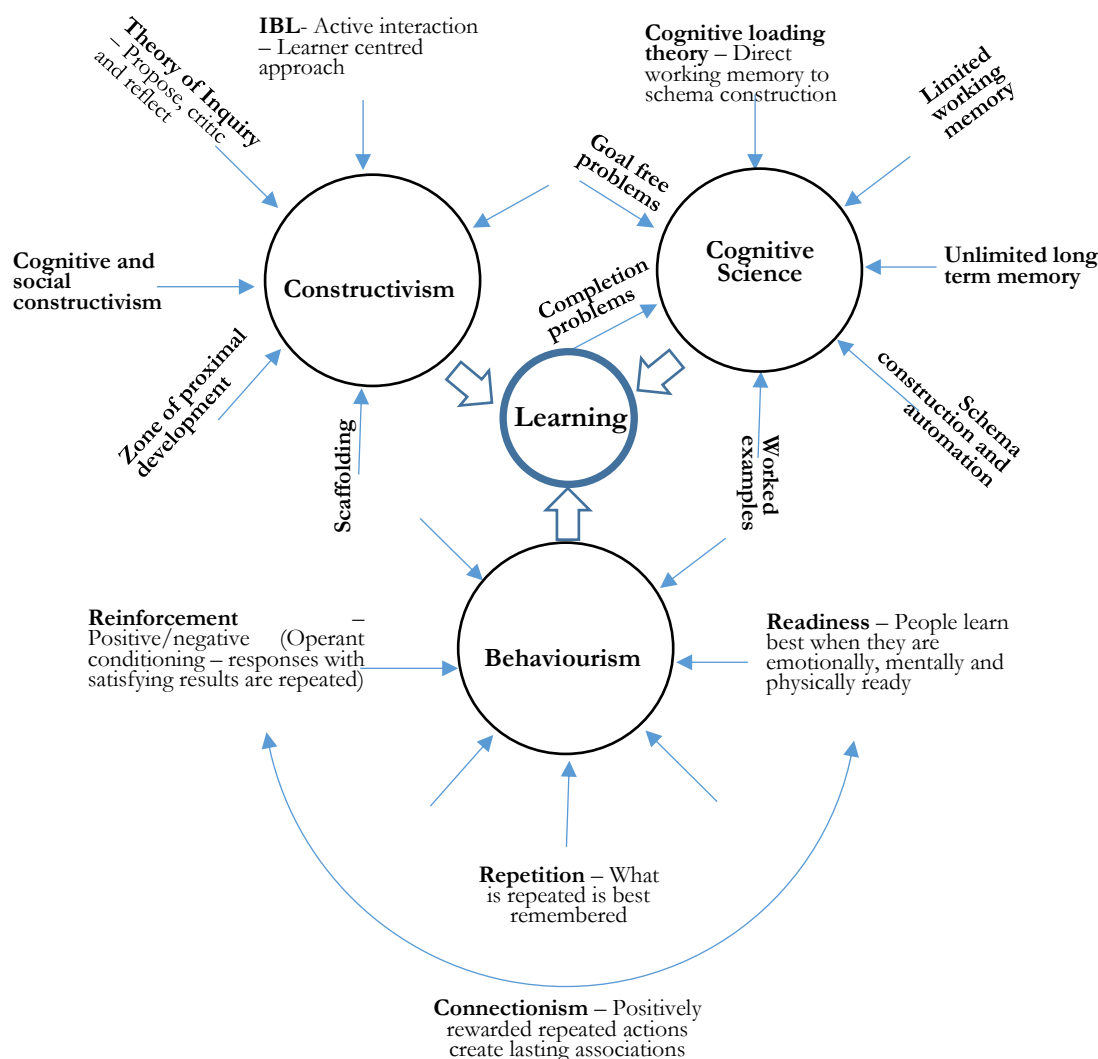 Theory of Inquiry
– Propose, critic
and reflect
IBL- Active interaction
– Learner centred
approach
Cognitive loading
theory – Direct
working memory to
schema construction
Limited
working
memory
Goal free
problems
Cognitive and
social
constructivism
Constructivism
Cognitive
Science
Unlimited long
term memory
Completion
problems
Zone of proximal
development
Learning
Schema
construction and
automation
Scaffolding
Worked
examples
Reinforcement –
Positive/negative (Operant
conditioning – responses with
satisfying results are repeated)
Behaviourism
Readiness – People learn
best when they are
emotionally, mentally and
physically ready
Repetition – What
is repeated is best
remembered
Connectionism – Positively
rewarded repeated actions
create lasting associations